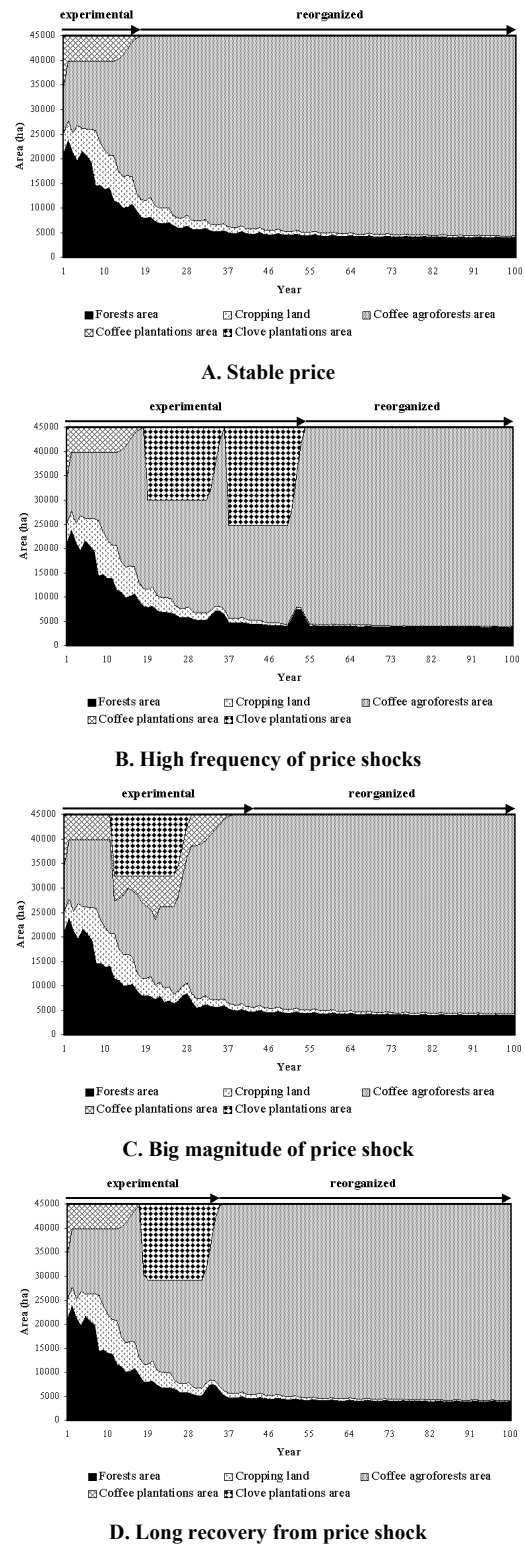 experimental reorganized
45000
40000
35000
30000
25000
20000
15000
10000
5000
0
Area (ha)
1 10 19 28 37 46 55 64 73 82 91 100
Year
Forests area Cropping land Coffee agroforests area
Coffee plantations area Clove plantations area
A. Stable price
experimental reorganized
45000
40000
35000
30000
25000
20000
15000
10000
5000
0
Area (ha)
1 10 19 28 37 46 55 64 73 82 91 100
Year
Forests area Cropping land Coffee agroforests area
Coffee plantations area Clove plantations area
B. High frequency of price shocks
experimental reorganized
45000
40000
35000
30000
25000
20000
15000
10000
5000
0
Area (ha)
1 10 19 28 37 46 55 64 73 82 91 100
Year
Forests area Cropping land Coffee agroforests area
Coffee plantations area Clove plantations area
C. Big magnitude of price shock
experimental reorganized
45000
40000
35000
30000
25000
20000
15000
10000
5000
0
Area (ha)
1 10 19 28 37 46 55 64 73 82 91 100
Year
Forests area Cropping land Coffee agroforests area
Coffee plantations area Clove plantations area
D. Long recovery from price shock